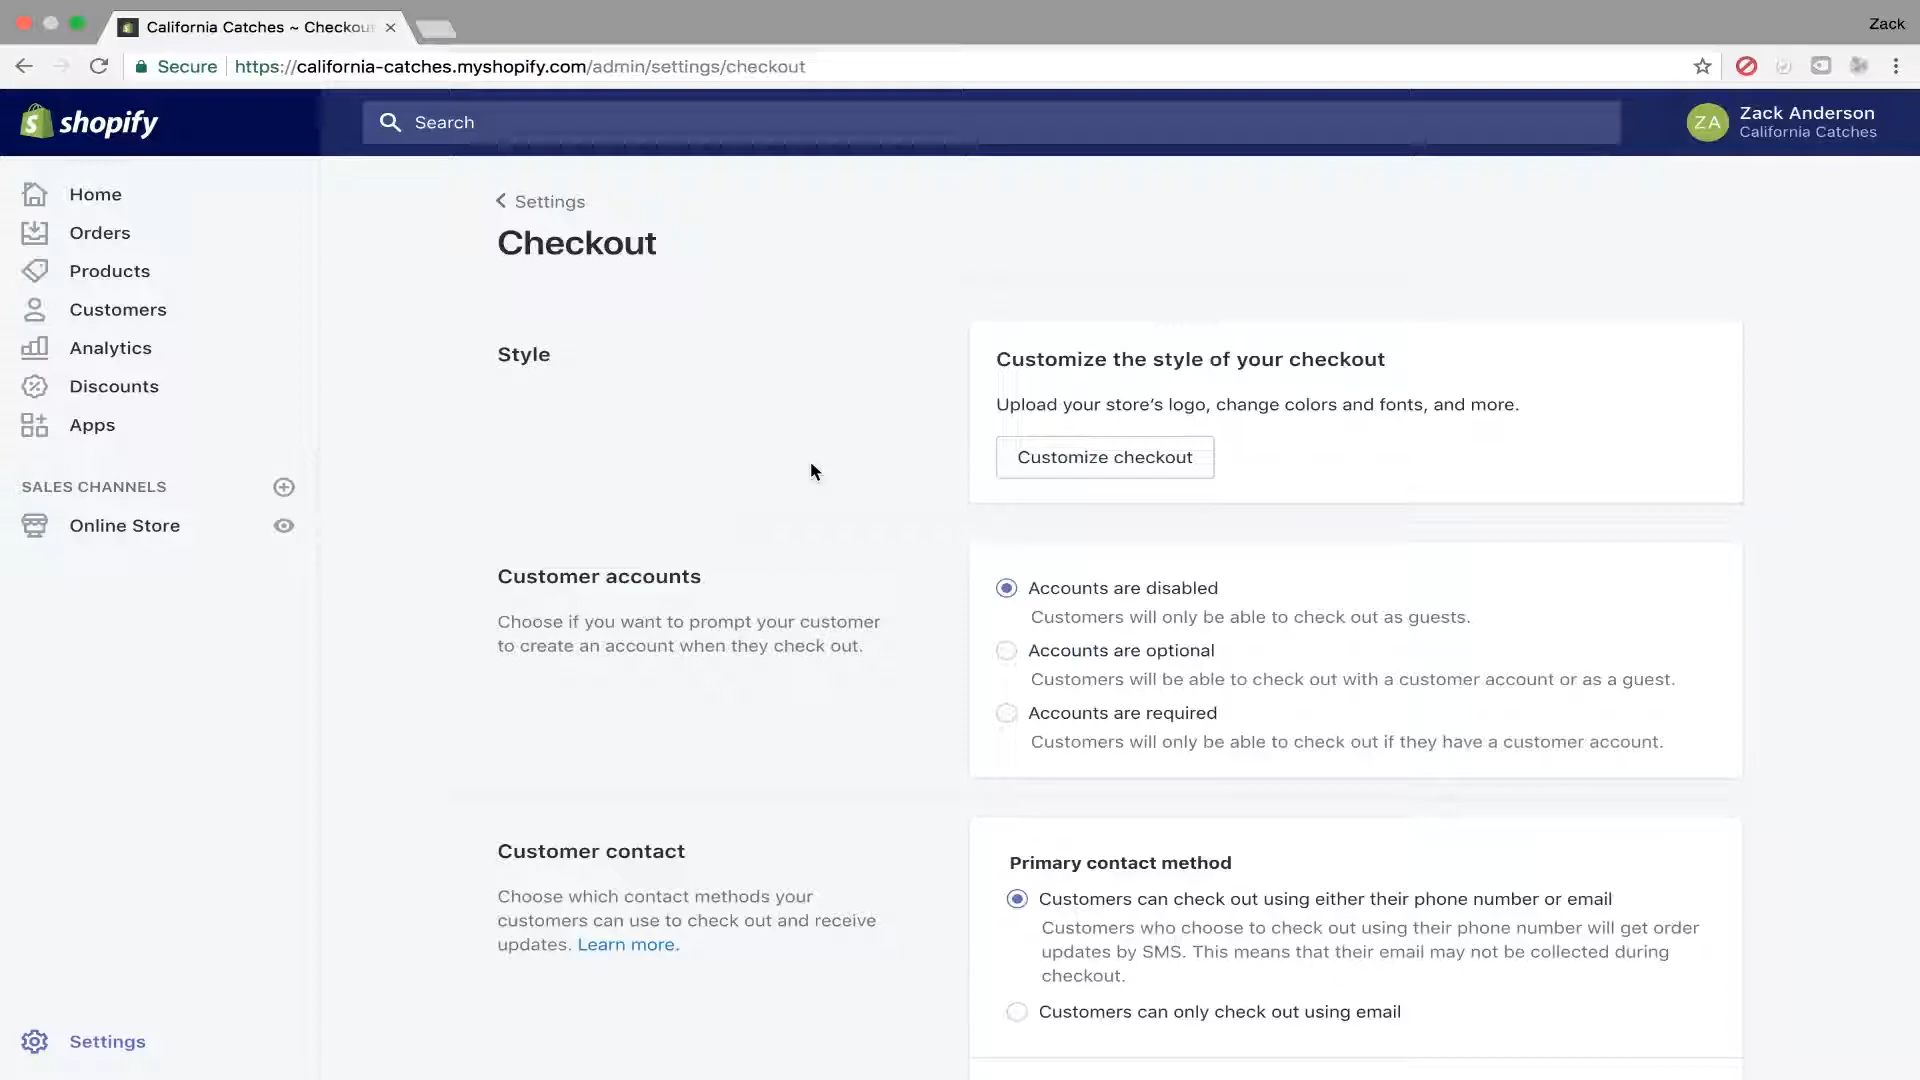 California Catches ~ Checkout
Zack
Secure
https://california-catches.myshopify.com/admin/settings/checkout
shopify
Search
ZA
Zack Anderson
California Catches
Home
Orders
Products
Customers
Analytics
Discounts
Apps
SALES CHANNELS
Online Store
Settings
Settings
Checkout
Style
Customize the style of your checkout
Upload your store’s logo, change colors and fonts, and more.
Customize checkout
Customer accounts
Choose if you want to prompt your customer
to create an account when they check out.
Accounts are disabled
Customers will only be able to check out as guests.
Accounts are optional
Customers will be able to check out with a customer account or as a guest.
Accounts are required
Customers will only be able to check out if they have a customer account.
Customer contact
Choose which contact methods your
customers can use to check out and receive
updates. Learn more.
Primary contact method
Customers can check out using either their phone number or email
Customers who choose to check out using their phone number will get order
updates by SMS. This means that their email may not be collected during
checkout.
Customers can only check out using email